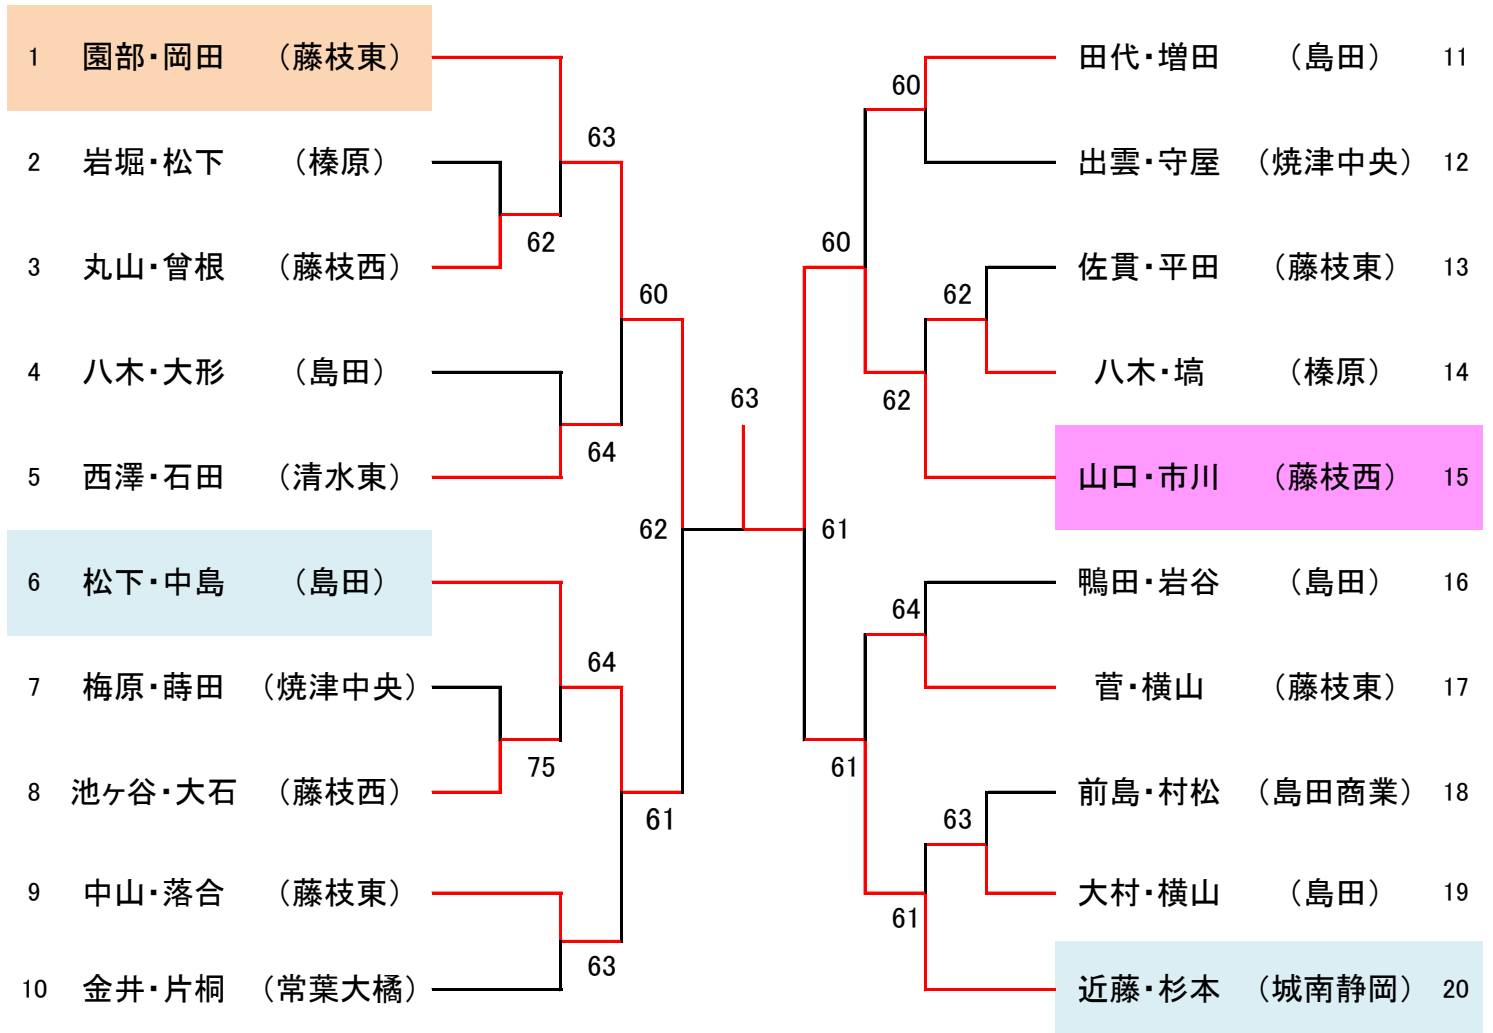 1 園部・岡田 （藤枝東）
2 岩堀・松下 （榛原）
3 丸山・曾根 （藤枝西）
4 八木・大形 （島田）
5 西澤・石田 （清水東）
6 松下・中島 （島田）
7 梅原・蒔田 （焼津中央）
8 池ヶ谷・大石 （藤枝西）
9 中山・落合 （藤枝東）
10 金井・片桐 （常葉大橘）
63
62
60
64
62
64
75
61
63
63
60
60
62
62
61
64
61
63
61
田代・増田 （島田） 11
出雲・守屋 （焼津中央） 12
佐貫・平田 （藤枝東） 13
八木・塙 （榛原） 14
山口・市川 （藤枝西） 15
鴨田・岩谷 （島田） 16
菅・横山 （藤枝東） 17
前島・村松 （島田商業） 18
大村・横山 （島田） 19
近藤・杉本 （城南静岡） 20